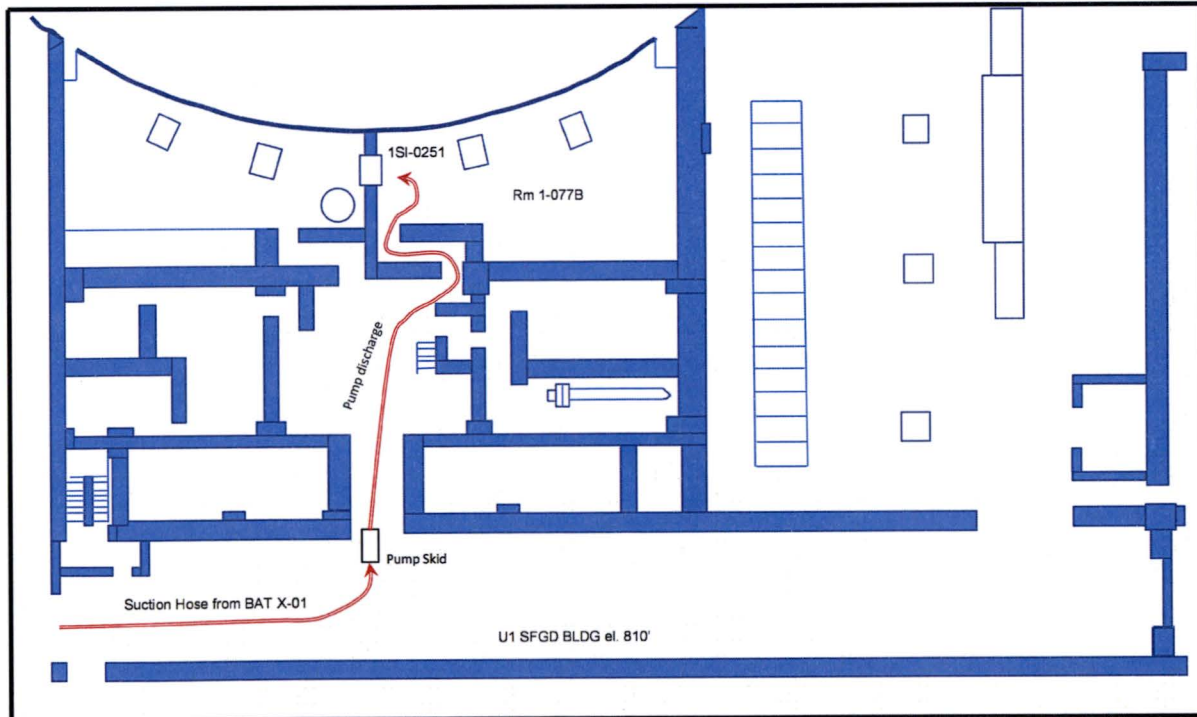 1SI-0251
Rm 1-077B
Pump discharge
Pump Skid
Suction Hose from BAT X-01
U1 SFGD BLDG el. 810'